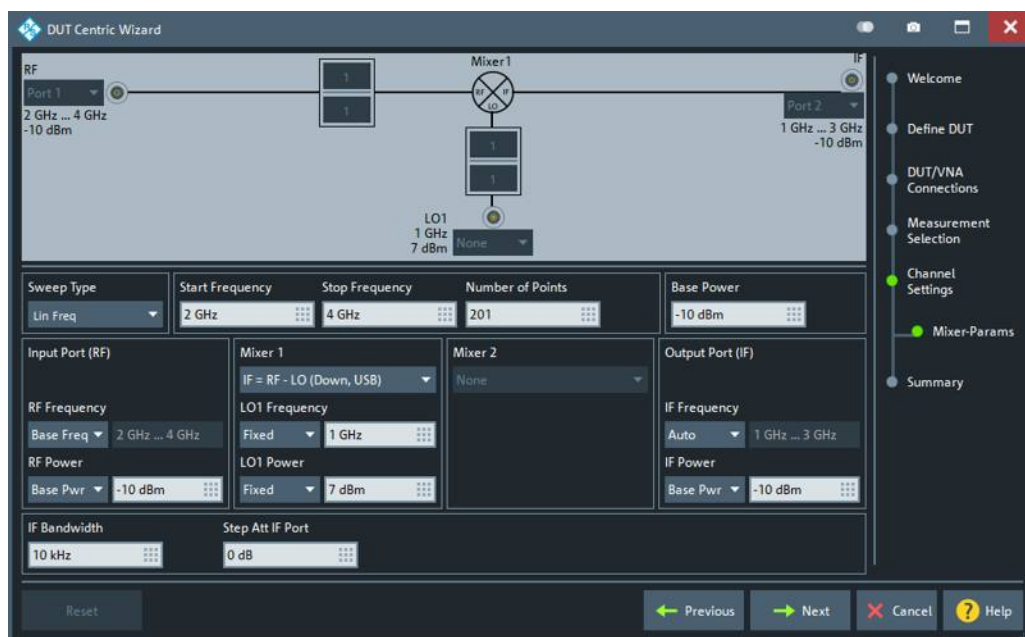 DUT Centric Wizard
RF
Port 1
2 GHz ... 4 GHz
-10 dBm
1
1
Mixer1
RF IF
LO
1
1
LO1
1 GHz
7 dBm
None
IF
Port 2
1 GHz ... 3 GHz
-10 dBm
Welcome
Define DUT
DUT/VNA
Connections
Measurement
Selection
Channel
Settings
Mixer-Params
Summary
Sweep Type
Lin Freq
Start Frequency
2 GHz
Stop Frequency
4 GHz
Number of Points
201
Base Power
-10 dBm
Input Port (RF)
RF Frequency
Base Freq 2 GHz ... 4 GHz
RF Power
Base Pwr -10 dBm
Mixer 1
IF = RF - LO (Down, USB)
LO1 Frequency
Fixed 1 GHz
LO1 Power
Fixed 7 dBm
Mixer 2
None
Output Port (IF)
IF Frequency
Auto 1 GHz ... 3 GHz
IF Power
Base Pwr -10 dBm
IF Bandwidth
10 kHz
Step Att IF Port
0 dB
Reset
Previous
Next
Cancel
? Help